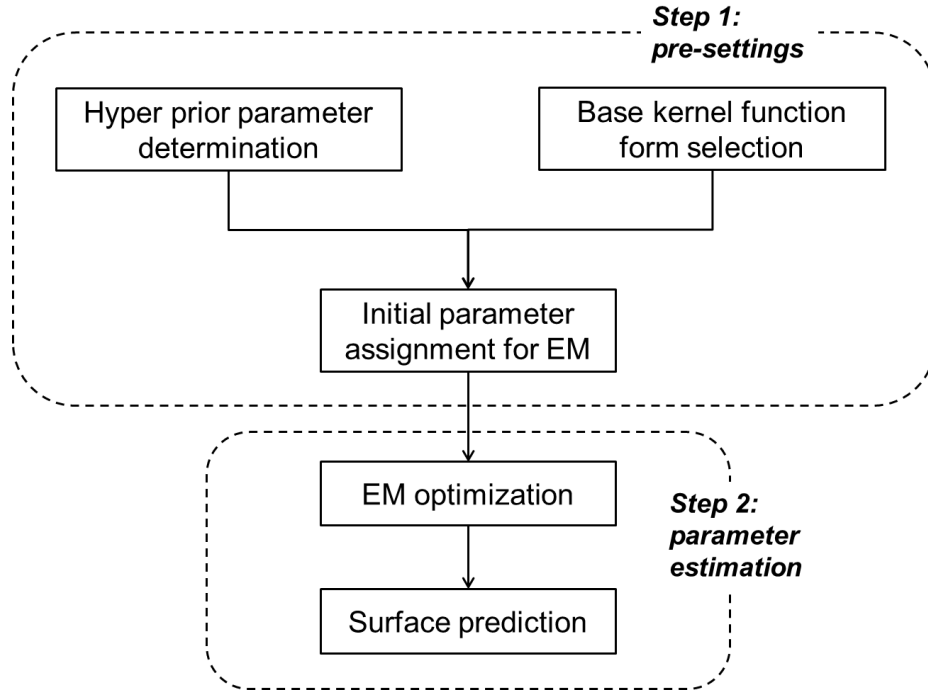 Step 1:
pre-settings
Hyper prior parameter
determination
Base kernel function
form selection
Initial parameter
assignment for EM
EM optimization
Step 2:
parameter
estimation
Surface prediction